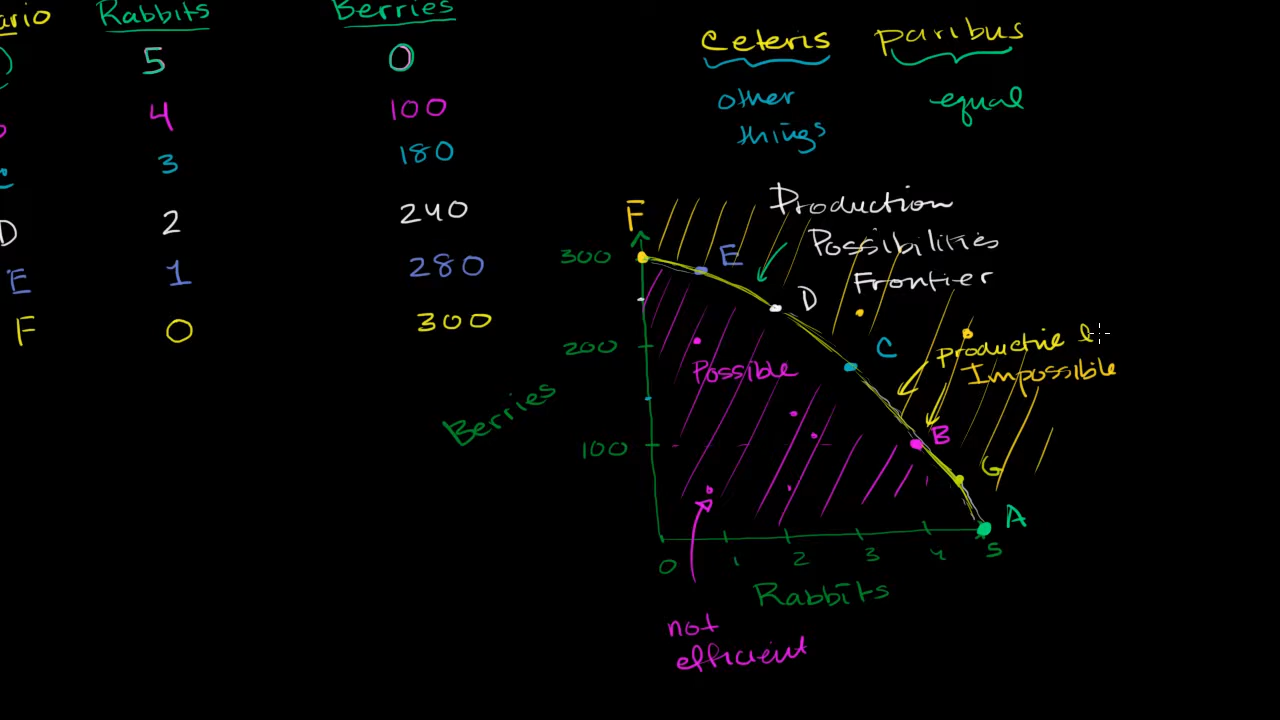 ario Rabbits Berries
5 0
4 100
3 180
D 2 240
E 1 280
F 0 300
Ceteris paribus
other equal
things
Production
Possibilities
Frontier
F
300
E
D
200
C
Possible
Productive
Impossible
Berries
100
B
G
A
0 1 2 3 4 5
Rabbits
not
efficient